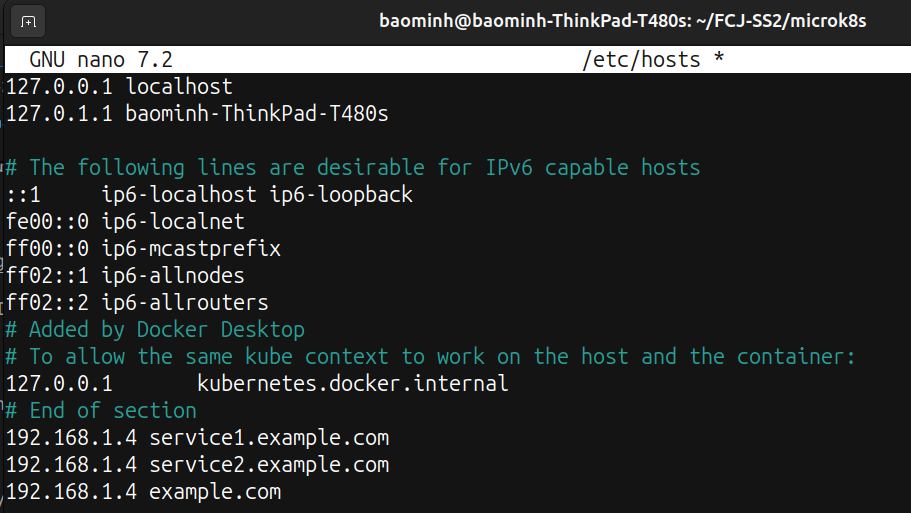 baominh@baominh-ThinkPad-T480s: ~/FCJ-SS2/microk8s
GNU nano 7.2 /etc/hosts *
127.0.0.1 localhost
127.0.1.1 baominh-ThinkPad-T480s
# The following lines are desirable for IPv6 capable hosts
::1     ip6-localhost ip6-loopback
fe00::0 ip6-localnet
ff00::0 ip6-mcastprefix
ff02::1 ip6-allnodes
ff02::2 ip6-allrouters
# Added by Docker Desktop
# To allow the same kube context to work on the host and the container:
127.0.0.1       kubernetes.docker.internal
# End of section
192.168.1.4 service1.example.com
192.168.1.4 service2.example.com
192.168.1.4 example.com